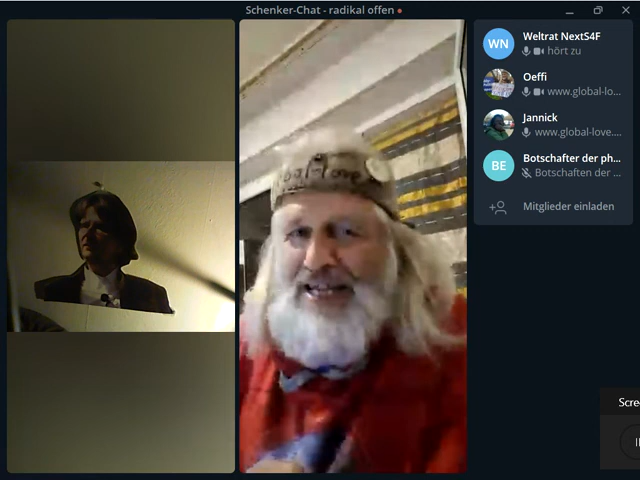 Schenker-Chat - radikal offen
WN
Weltrat NextS4F
hört zu
Oeffi
www.global-lo...
Jannick
www.global-love....
BE
Botschafter der ph...
Botschaften der ...
Mitglieder einladen